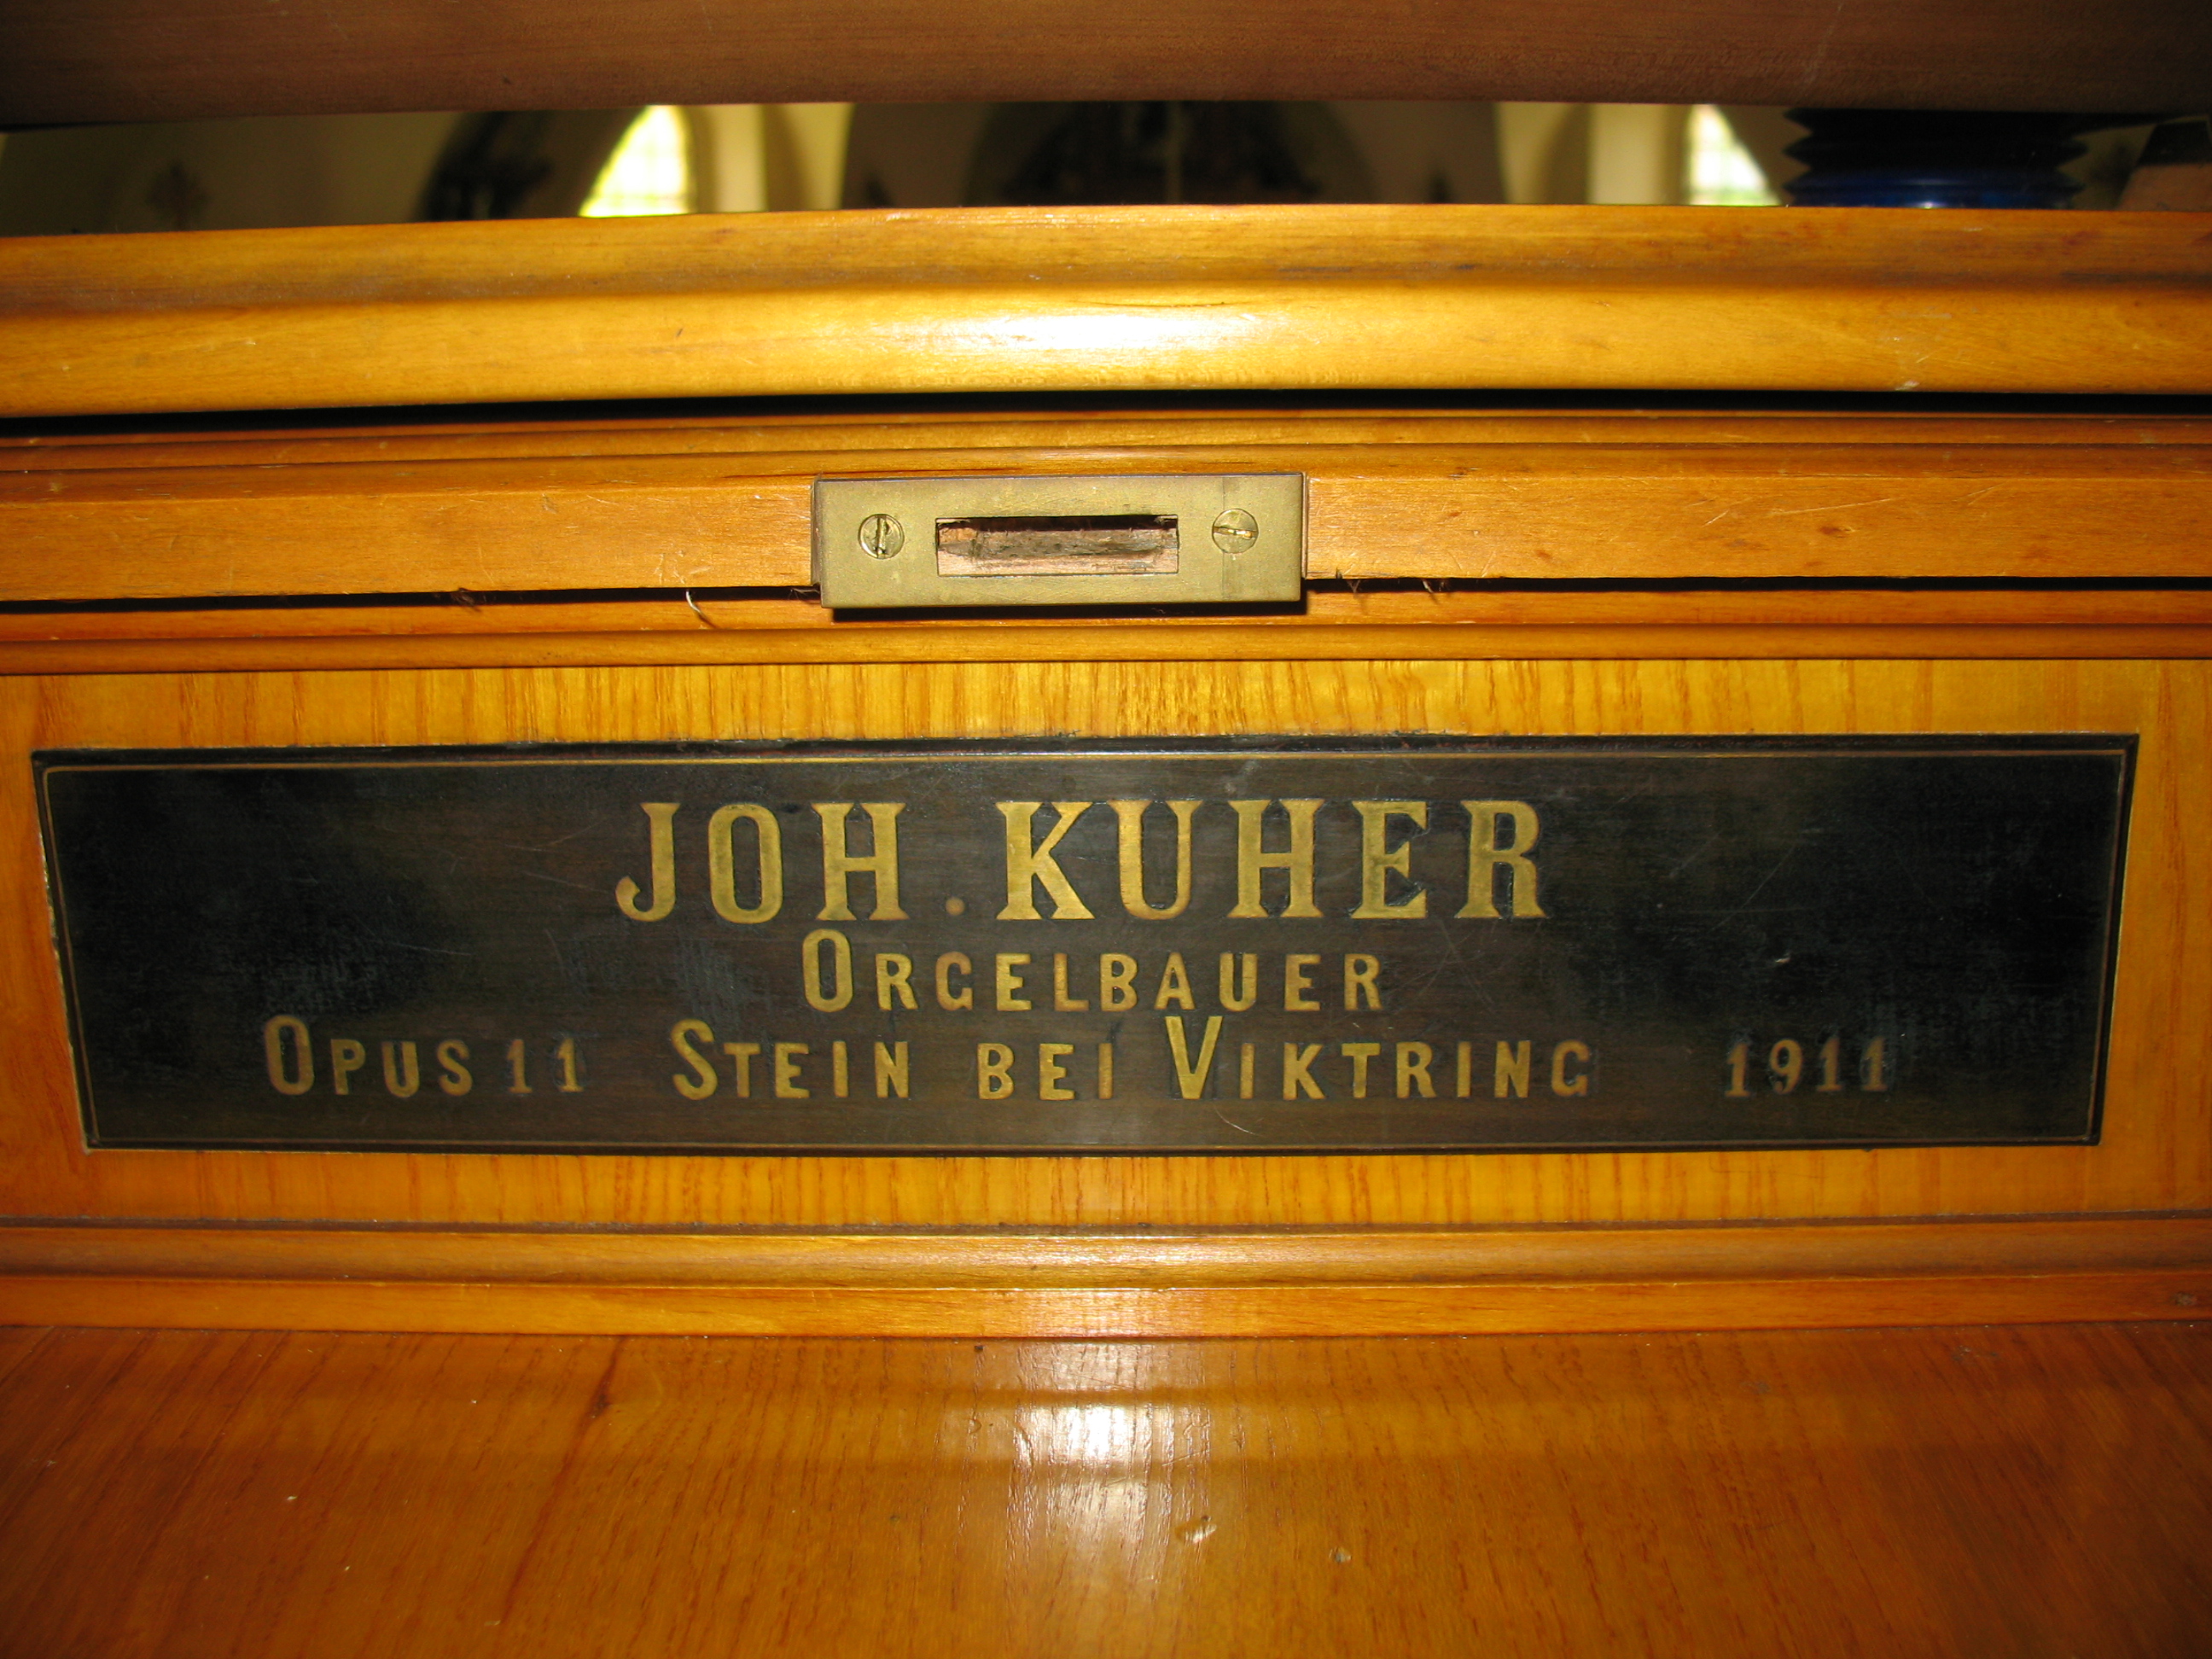 JOH. KUHER
ORGELBAUER
OPUS 11 STEIN BEI VIKTRING 1911